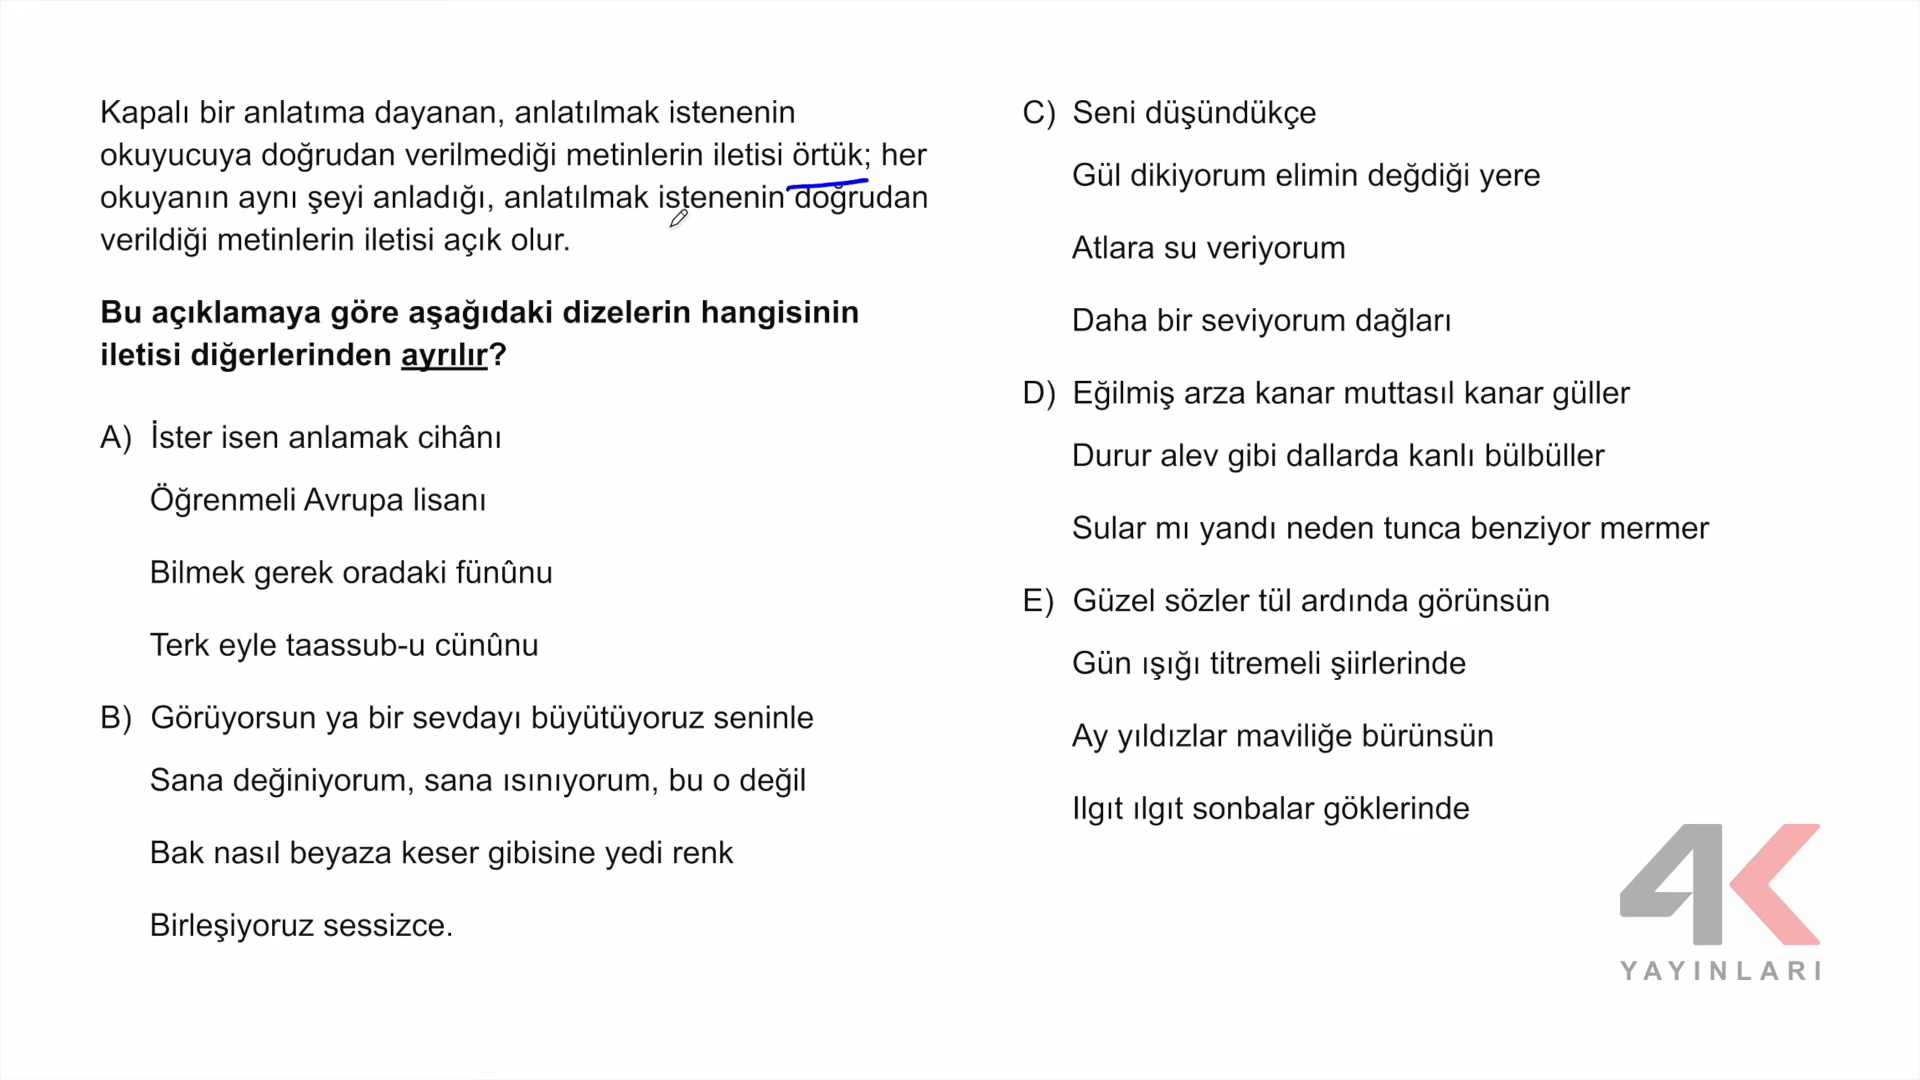 Kapalı bir anlatıma dayanan, anlatılmak istenenin
okuyucuya doğrudan verilmediği metinlerin iletisi örtük; her
okuyanın aynı şeyi anladığı, anlatılmak istenenin doğrudan
verildiği metinlerin iletisi açık olur.
Bu açıklamaya göre aşağıdaki dizelerin hangisinin
iletisi diğerlerinden ayrılır?
A) İster isen anlamak cihânı
Öğrenmeli Avrupa lisanı
Bilmek gerek oradaki fünûnu
Terk eyle taassub-u cünûnu
B) Görüyorsun ya bir sevdayı büyütüyoruz seninle
Sana değiniyorum, sana ısınıyorum, bu o değil
Bak nasıl beyaza keser gibisine yedi renk
Birleşiyoruz sessizce.
C) Seni düşündükçe
Gül dikiyorum elimin değdiği yere
Atlara su veriyorum
Daha bir seviyorum dağları
D) Eğilmiş arza kanar muttasıl kanar güller
Durur alev gibi dallarda kanlı bülbüller
Sular mı yandı neden tunca benziyor mermer
E) Güzel sözler tül ardında görünsün
Gün ışığı titremeli şiirlerinde
Ay yıldızlar maviliğe bürünsün
Ilgıt ılgıt sonbalar göklerinde
4K
YAYINLARI